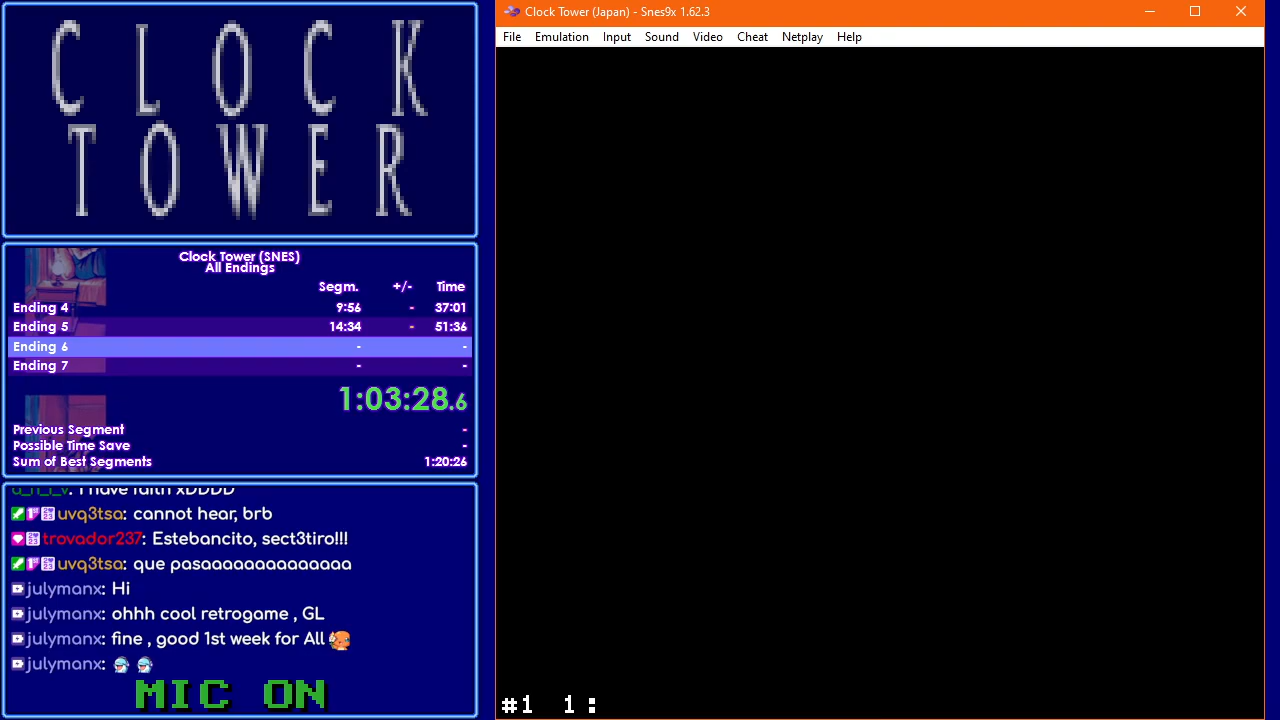 CLOCK
TOWER
Clock Tower (SNES)
All Endings
Segm. +/- Time
Ending 4 9:56 - 37:01
Ending 5 14:34 - 51:36
Ending 6 - -
Ending 7 - -
1:03:28.6
Previous Segment -
Possible Time Save -
Sum of Best Segments 1:20:26
I have faith xDDDD
uvq3tsa: cannot hear, brb
trovador237: Estebancito, sect3tiro!!!
uvq3tsa: que pasaaaaaaaaaaaaaa
julymanx: Hi
julymanx: ohhh cool retrogame , GL
julymanx: fine , good 1st week for All
julymanx:
MIC ON
Clock Tower (Japan) - Snes9x 1.62.3
File Emulation Input Sound Video Cheat Netplay Help
#1 1 :